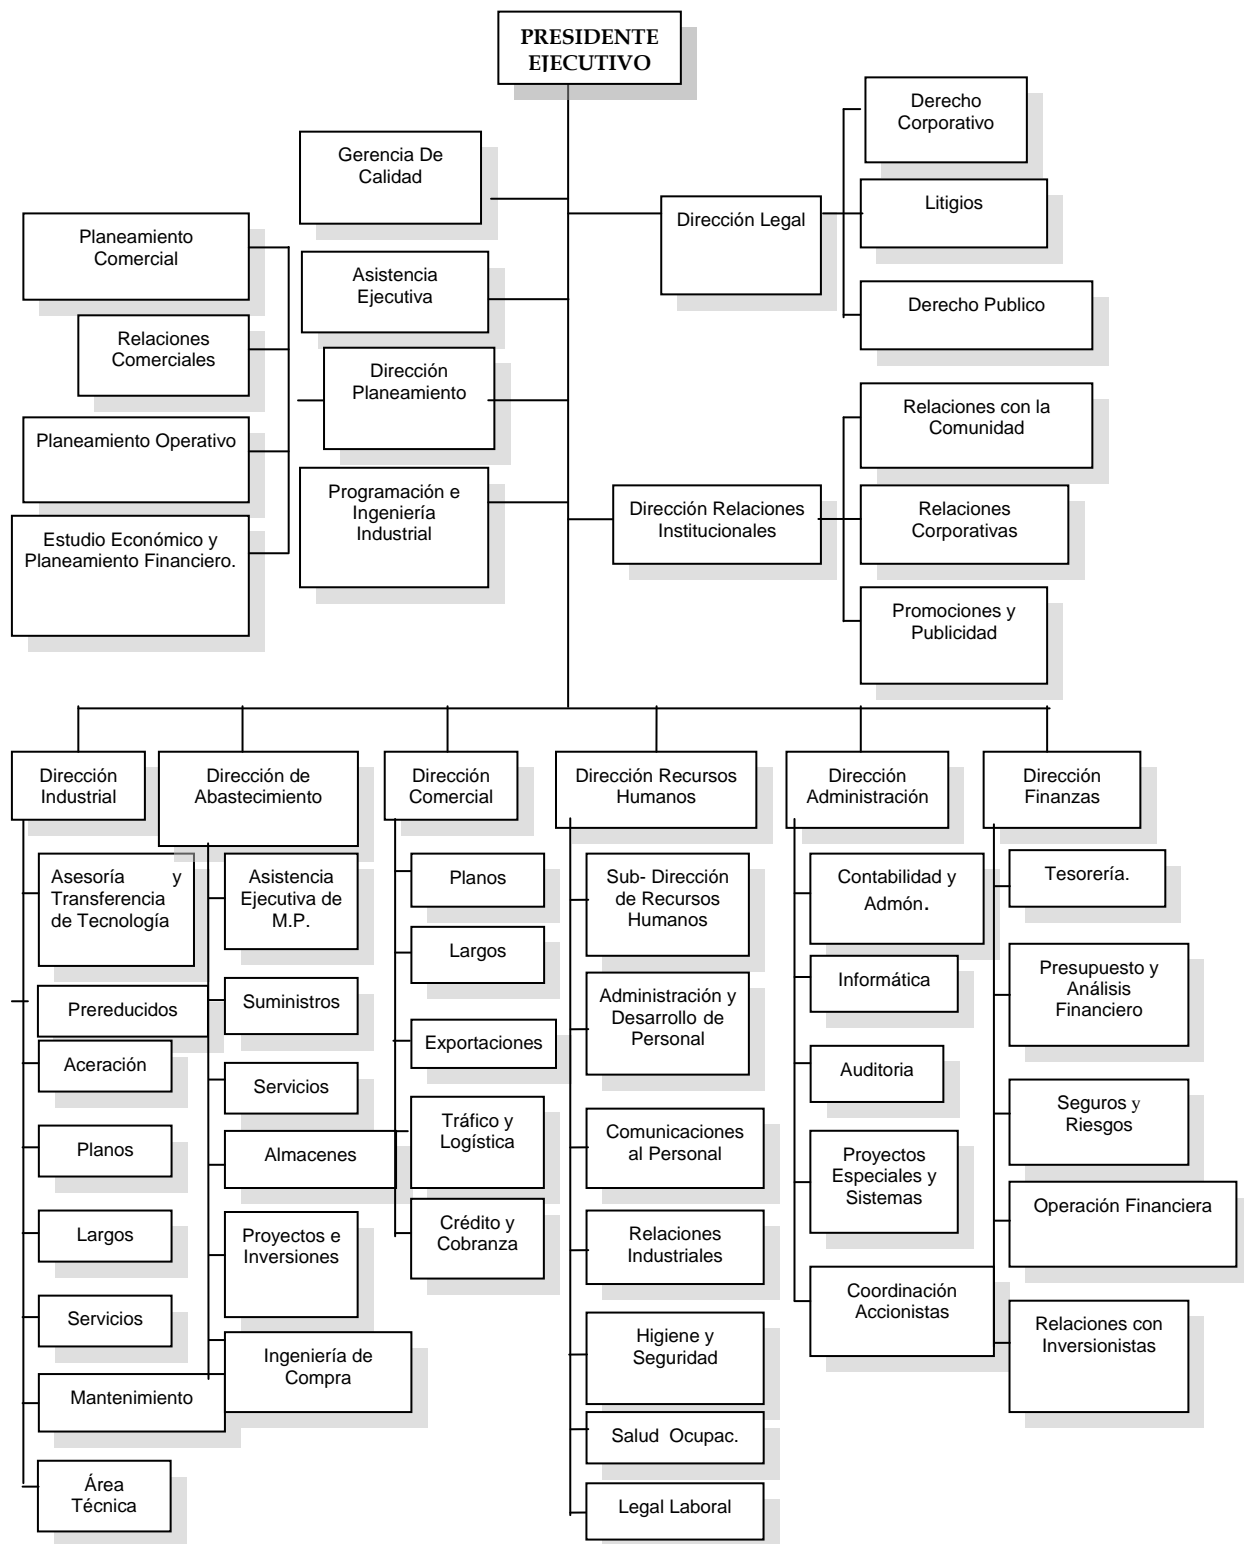 PRESIDENTE
EJECUTIVO
Gerencia De
Calidad
Asistencia
Ejecutiva
Dirección
Planeamiento
Programación e
Ingeniería
Industrial
Planeamiento
Comercial
Relaciones
Comerciales
Planeamiento Operativo
Estudio Económico y
Planeamiento Financiero.
Dirección Legal
Derecho
Corporativo
Litigios
Derecho Publico
Dirección Relaciones
Institucionales
Relaciones con la
Comunidad
Relaciones
Corporativas
Promociones y
Publicidad
Dirección
Industrial
Asesoría y
Transferencia
de Tecnología
Prereducidos
Aceración
Planos
Largos
Servicios
Mantenimiento
Área
Técnica
Dirección de
Abastecimiento
Asistencia
Ejecutiva de
M.P.
Suministros
Servicios
Almacenes
Proyectos e
Inversiones
Ingeniería de
Compra
Dirección
Comercial
Planos
Largos
Exportaciones
Tráfico y
Logística
Crédito y
Cobranza
Dirección Recursos
Humanos
Sub- Dirección
de Recursos
Humanos
Administración y
Desarrollo de
Personal
Comunicaciones
al Personal
Relaciones
Industriales
Higiene y
Seguridad
Salud Ocupac.
Legal Laboral
Dirección
Administración
Contabilidad y
Admón.
Informática
Auditoria
Proyectos
Especiales y
Sistemas
Coordinación
Accionistas
Dirección
Finanzas
Tesorería.
Presupuesto y
Análisis
Financiero
Seguros y
Riesgos
Operación Financiera
Relaciones con
Inversionistas